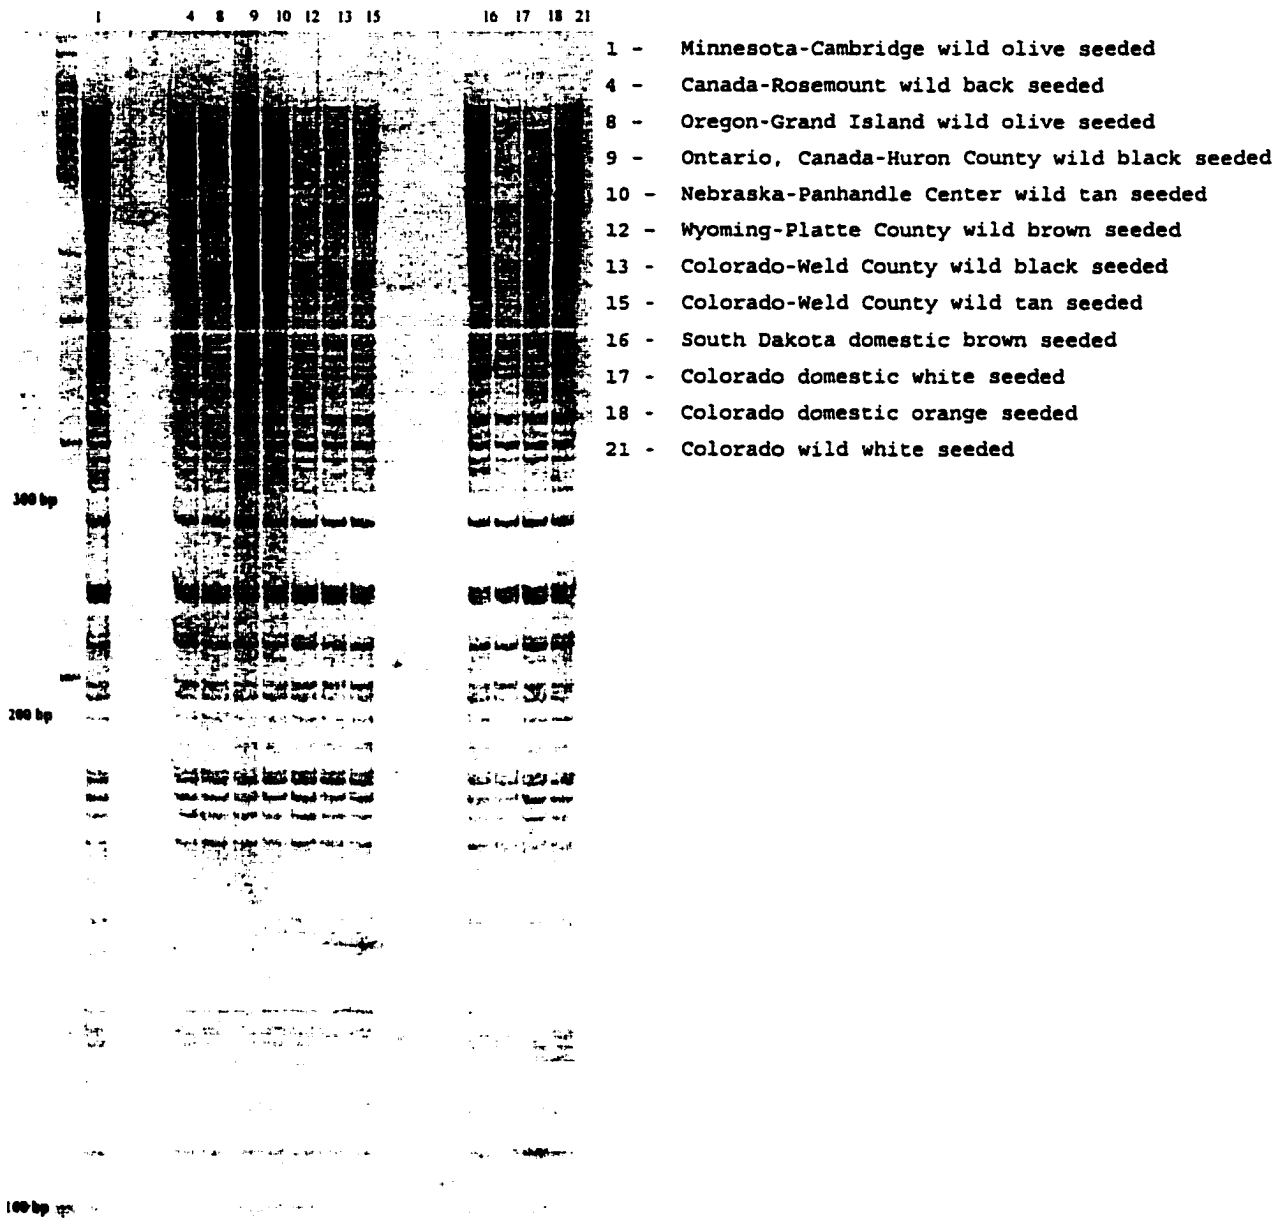 1 4 8 9 10 12 13 15 16 17 18 21
1 - Minnesota-Cambridge wild olive seeded
4 - Canada-Rosemount wild back seeded
8 - Oregon-Grand Island wild olive seeded
9 - Ontario, Canada-Huron County wild black seeded
10 - Nebraska-Panhandle Center wild tan seeded
12 - Wyoming-Platte County wild brown seeded
13 - Colorado-Weld County wild black seeded
15 - Colorado-Weld County wild tan seeded
16 - South Dakota domestic brown seeded
17 - Colorado domestic white seeded
18 - Colorado domestic orange seeded
21 - Colorado wild white seeded
300 bp
200 bp
100 bp